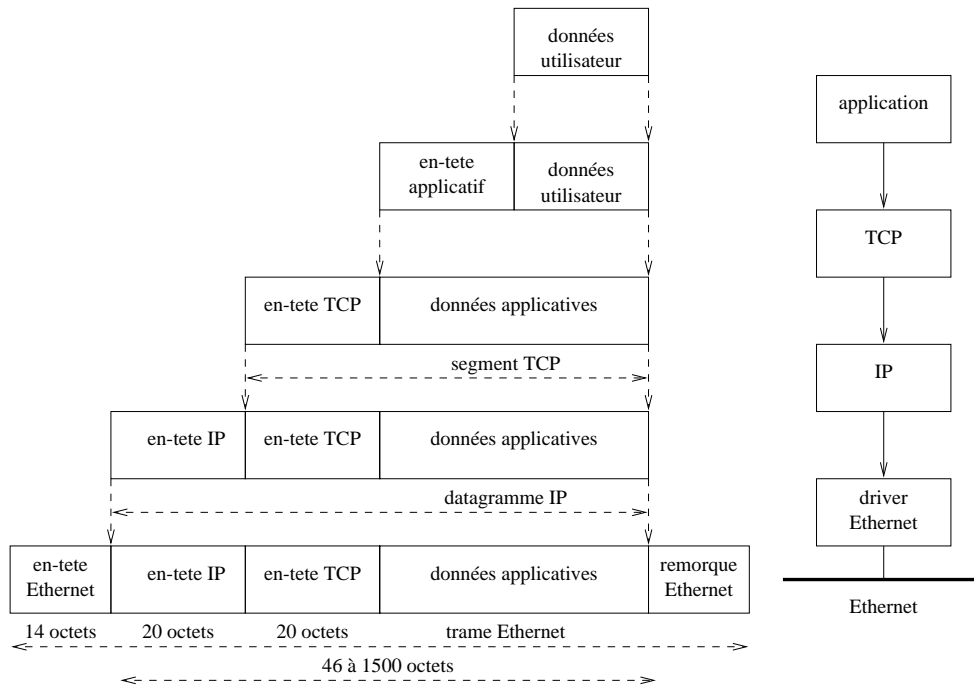 données
utilisateur
application
en-tete
applicatif
données
utilisateur
TCP
en-tete TCP
données applicatives
segment TCP
IP
en-tete IP
en-tete TCP
données applicatives
datagramme IP
driver
Ethernet
en-tete
Ethernet
en-tete IP
en-tete TCP
données applicatives
remorque
Ethernet
Ethernet
14 octets
20 octets
20 octets
trame Ethernet
46 à 1500 octets